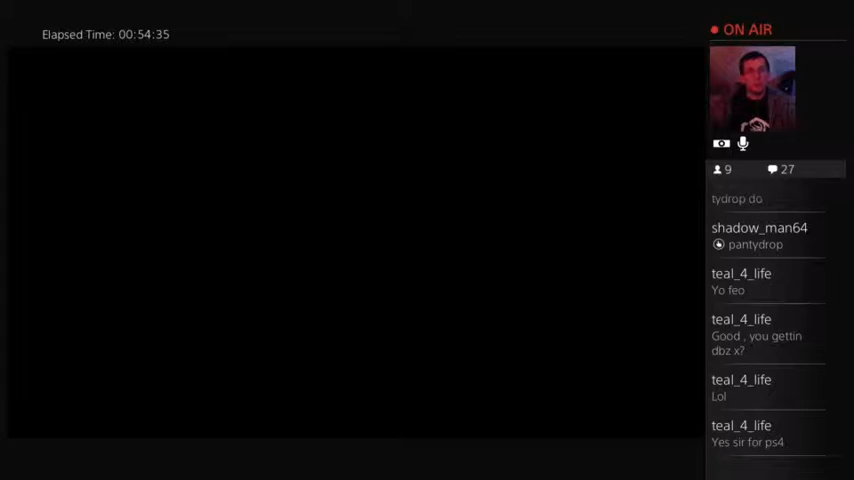 Elapsed Time: 00:54:35
ON AIR
9 27
tydrop do
shadow_man64
pantydrop
teal_4_life
Yo feo
teal_4_life
Good , you gettin
dbz x?
teal_4_life
Lol
teal_4_life
Yes sir for ps4